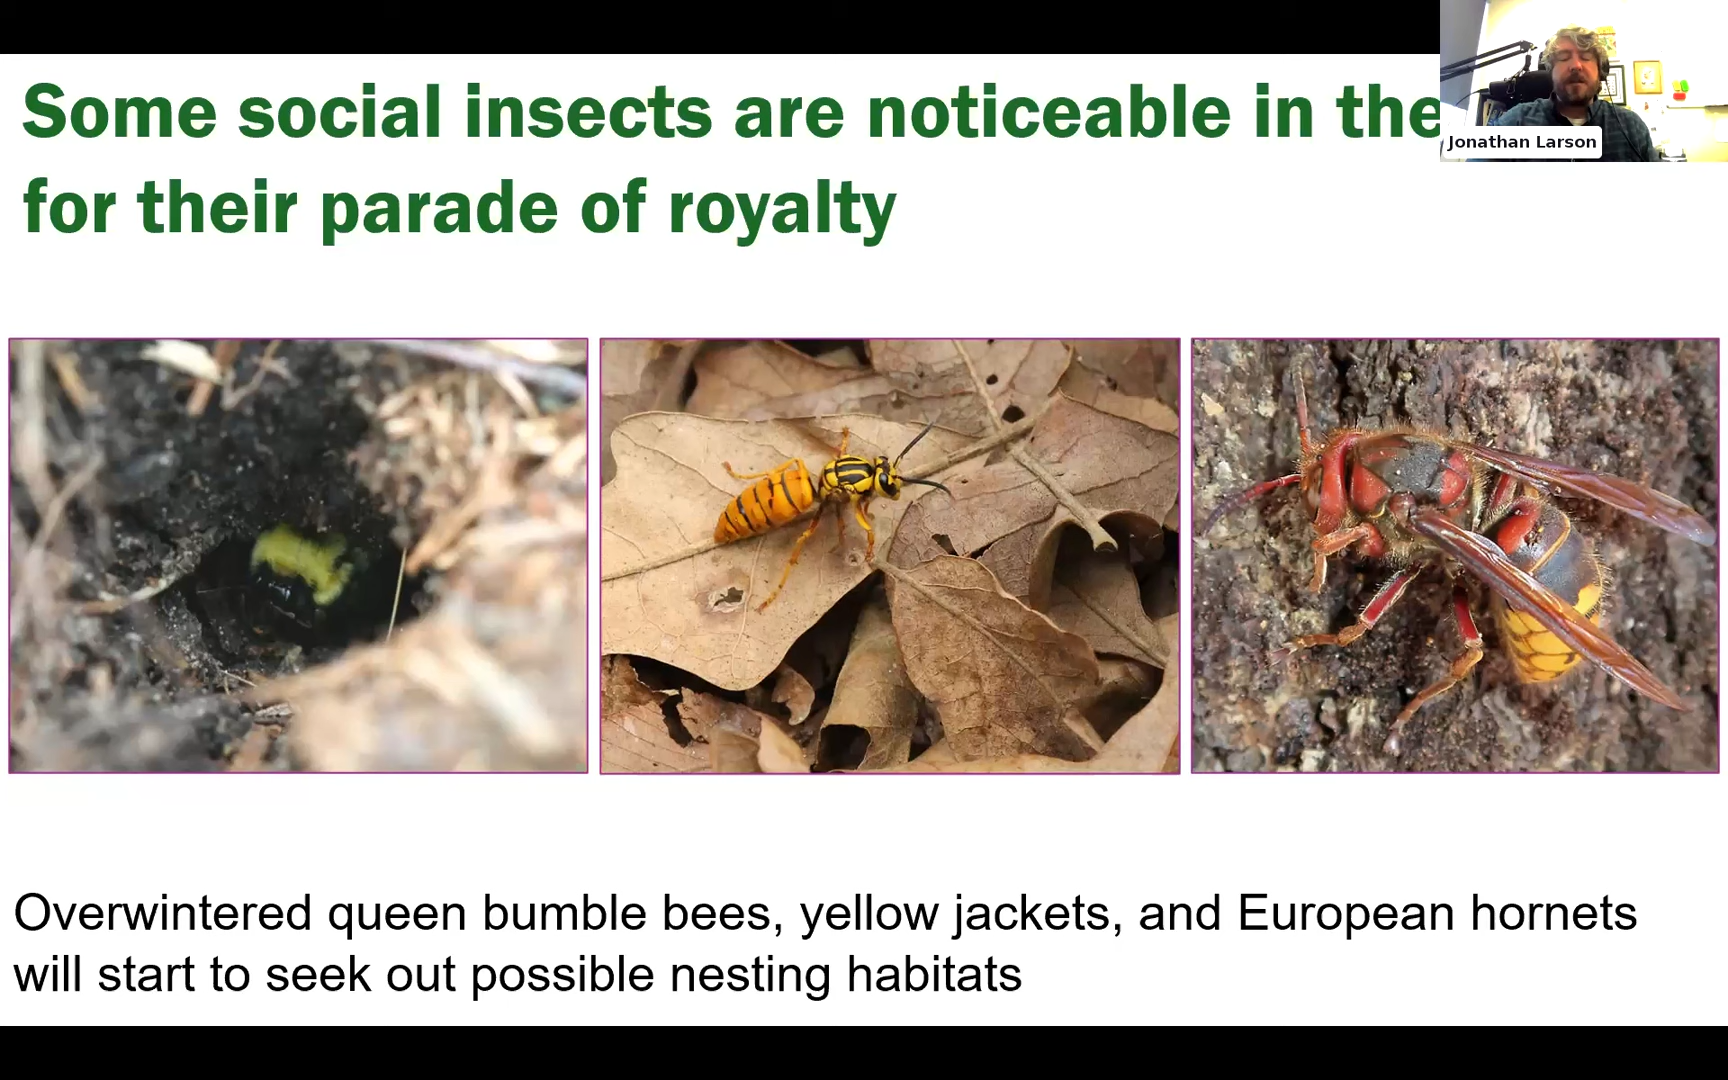 Some social insects are noticeable in the
for their parade of royalty
Jonathan Larson
Overwintered queen bumble bees, yellow jackets, and European hornets
will start to seek out possible nesting habitats